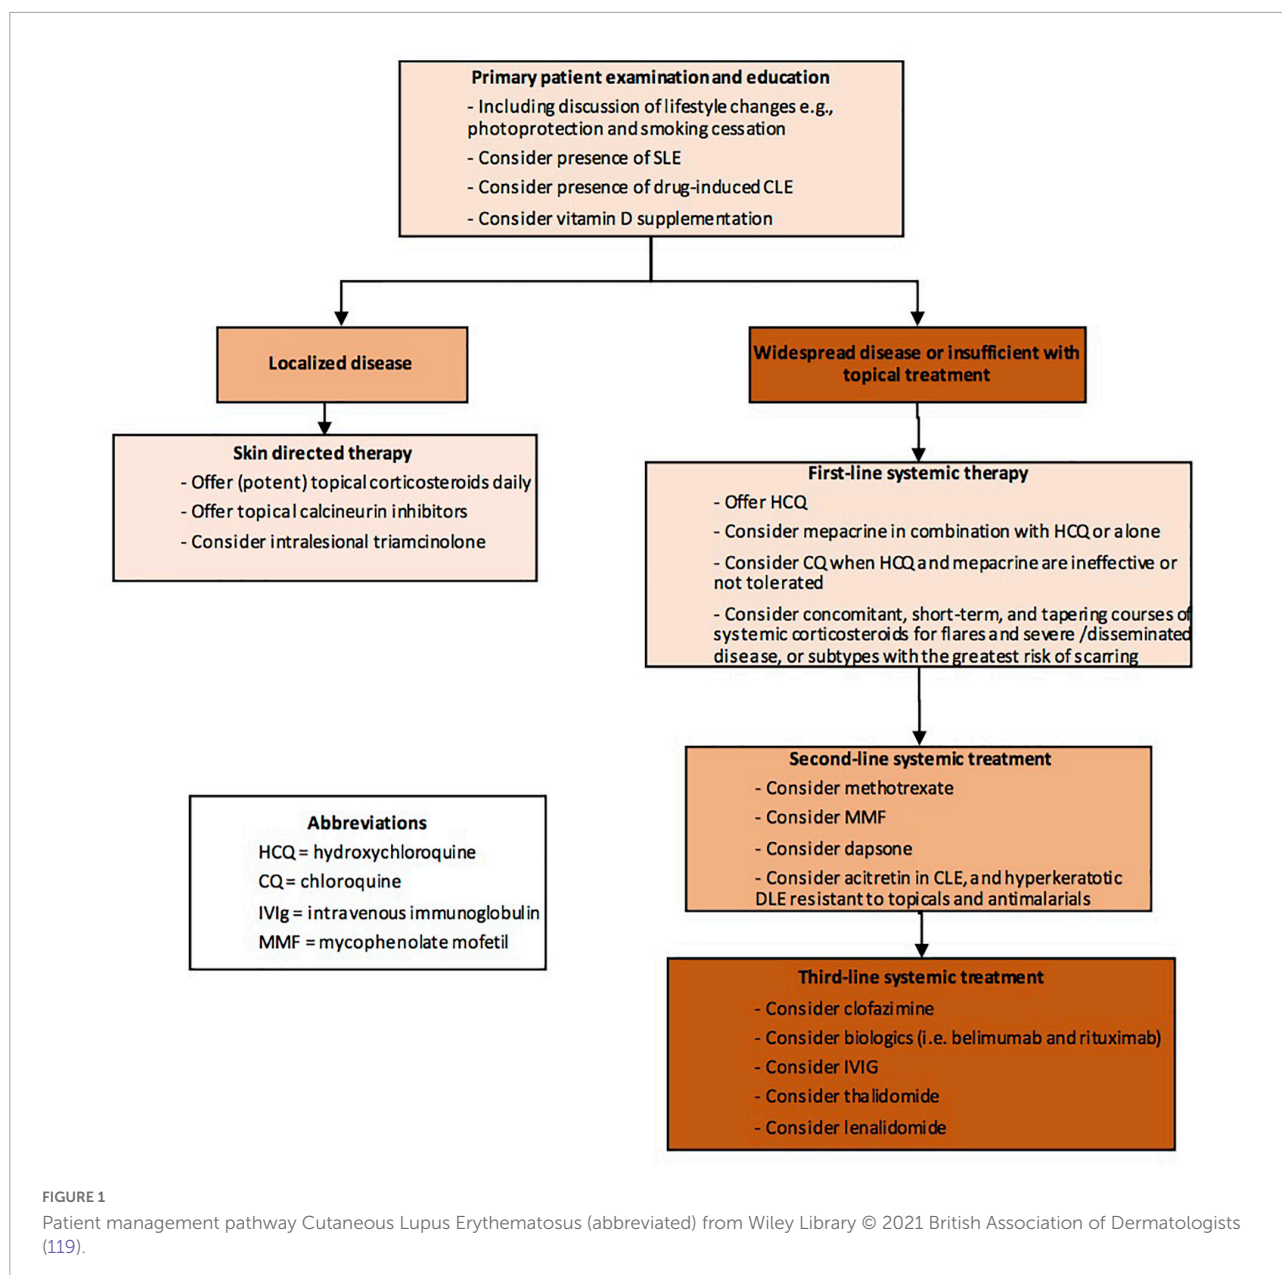 Primary patient examination and education
- Including discussion of lifestyle changes e.g.,
photoprotection and smoking cessation
- Consider presence of SLE
- Consider presence of drug-induced CLE
- Consider vitamin D supplementation
Localized disease
Widespread disease or insufficient with
topical treatment
Skin directed therapy
- Offer (potent) topical corticosteroids daily
- Offer topical calcineurin inhibitors
- Consider intralesional triamcinolone
First-line systemic therapy
- Offer HCQ
- Consider mepacrine in combination with HCQ or alone
- Consider CQ when HCQ and mepacrine are ineffective or
not tolerated
- Consider concomitant, short-term, and tapering courses of
systemic corticosteroids for flares and severe /disseminated
disease, or subtypes with the greatest risk of scarring
Second-line systemic treatment
- Consider methotrexate
- Consider MMF
- Consider dapsone
- Consider acitretin in CLE, and hyperkeratotic
DLE resistant to topicals and antimalarials
Abbreviations
HCQ = hydroxychloroquine
CQ = chloroquine
IVIg = intravenous immunoglobulin
MMF = mycophenolate mofetil
Third-line systemic treatment
- Consider clofazimine
- Consider biologics (i.e. belimumab and rituximab)
- Consider IVIG
- Consider thalidomide
- Consider lenalidomide
FIGURE 1
Patient management pathway Cutaneous Lupus Erythematosus (abbreviated) from Wiley Library © 2021 British Association of Dermatologists
(119).